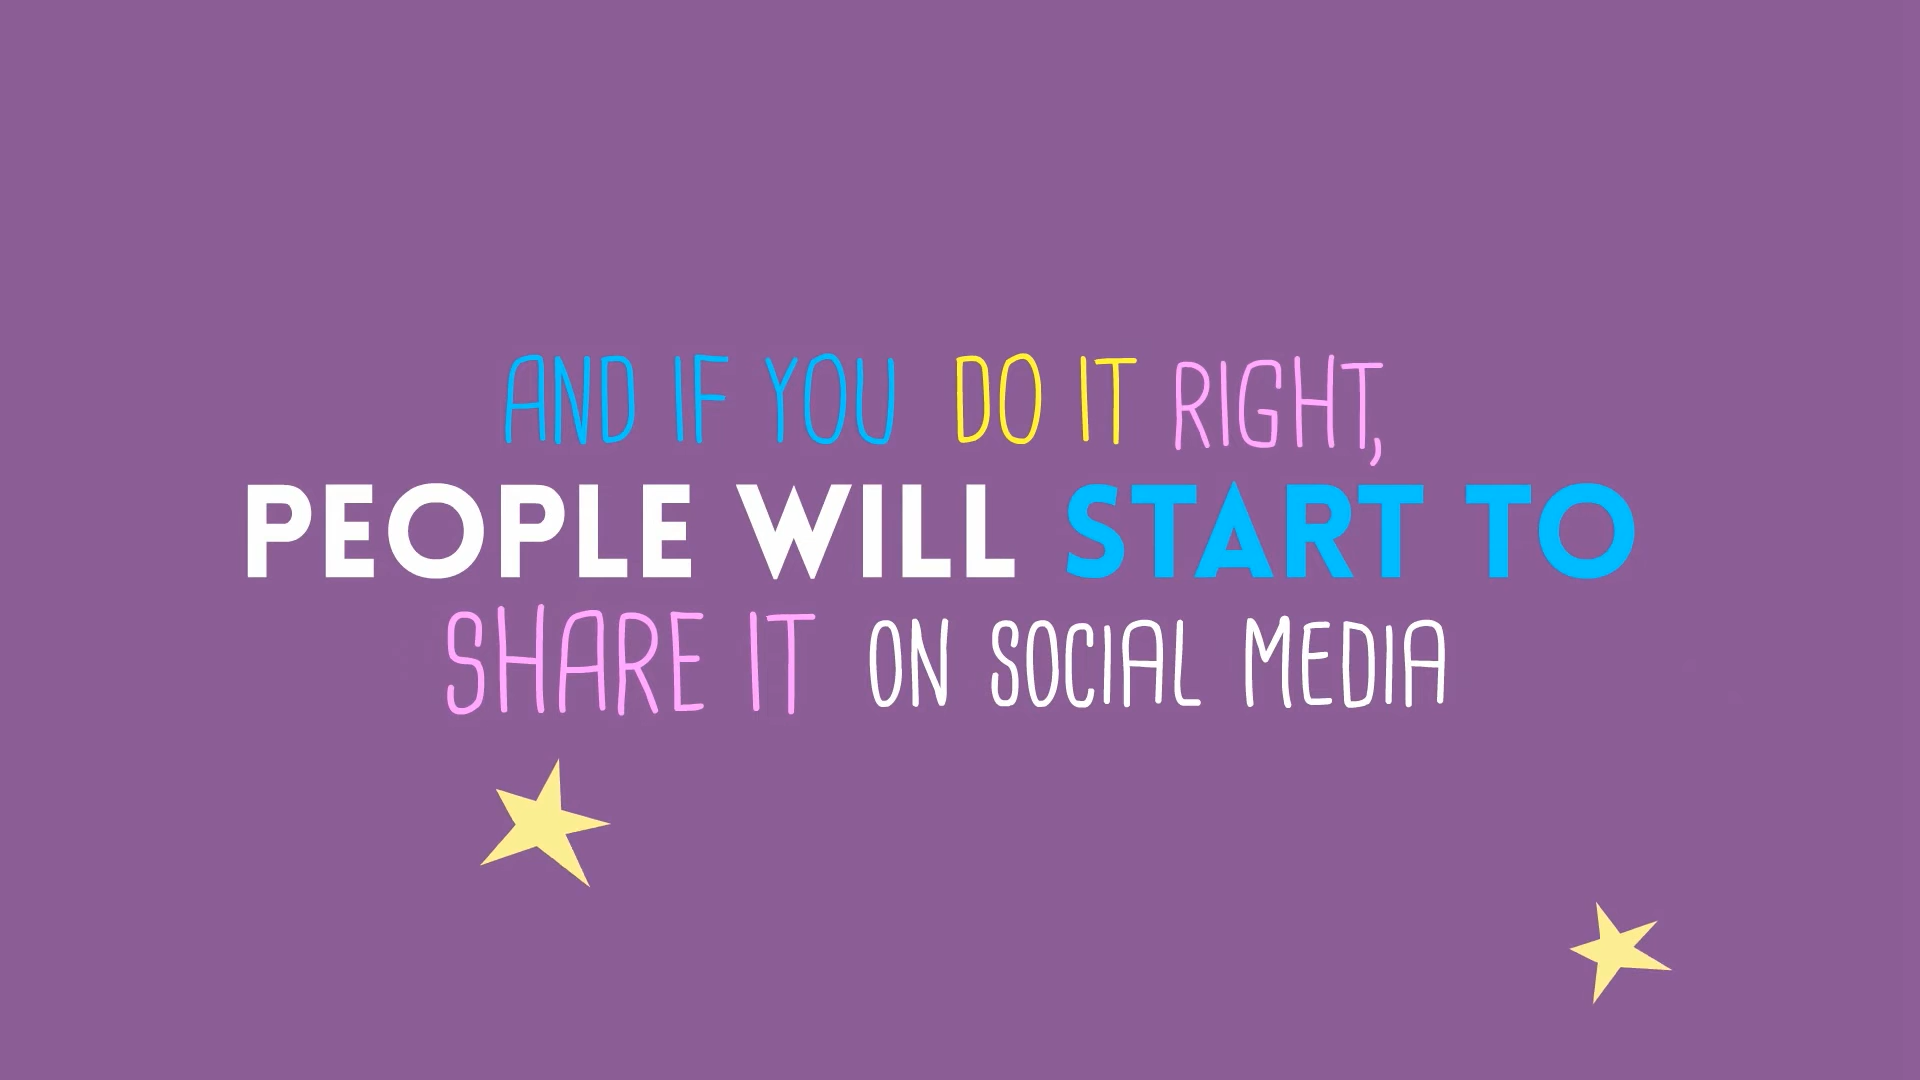 AND IF YOU DO IT RIGHT,
PEOPLE WILL START TO
SHARE IT ON SOCIAL MEDIA